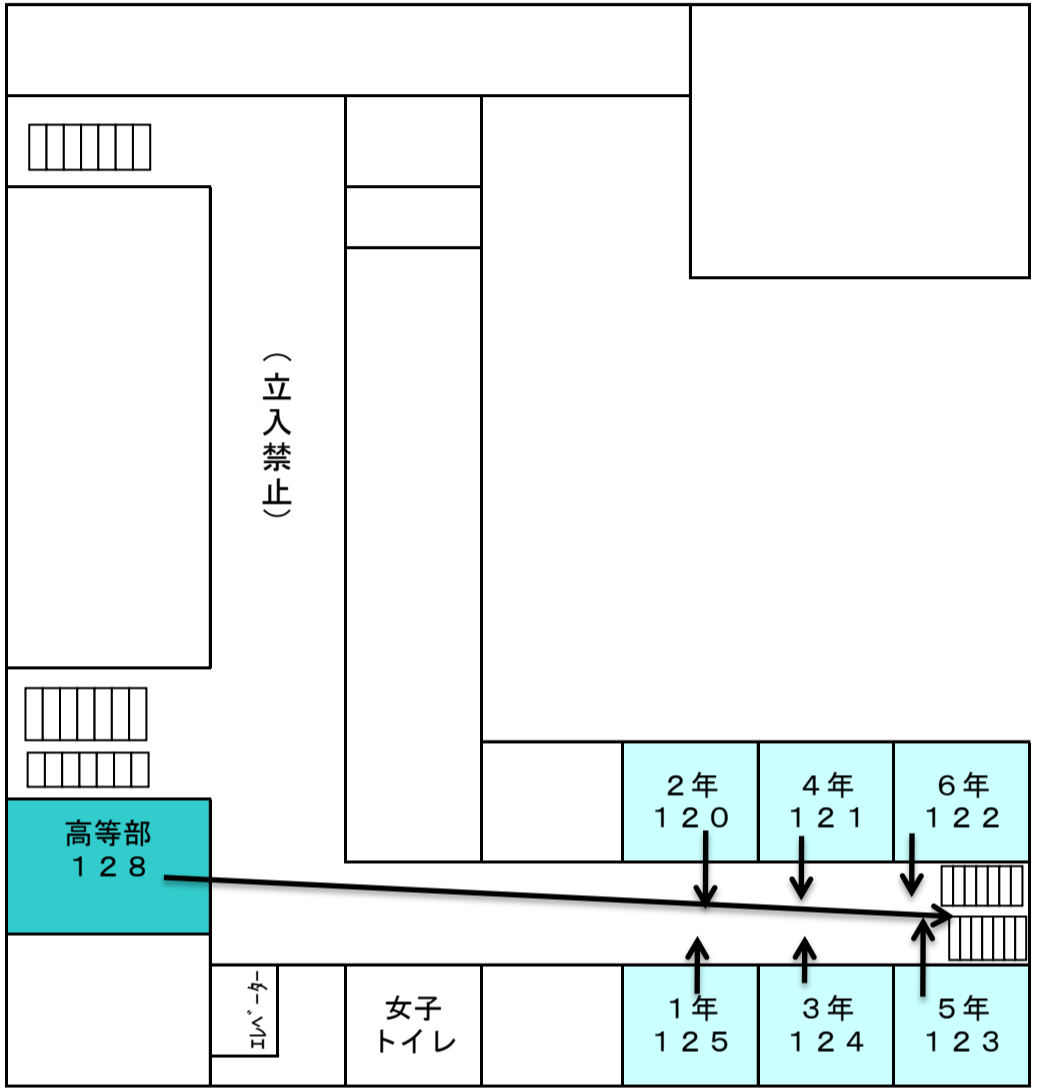 （立入禁止）
２年
１２０
４年
１２１
６年
１２２
高等部
１２８
ｴﾚﾍﾞｰﾀｰ
女子
トイレ
１年
１２５
３年
１２４
５年
１２３